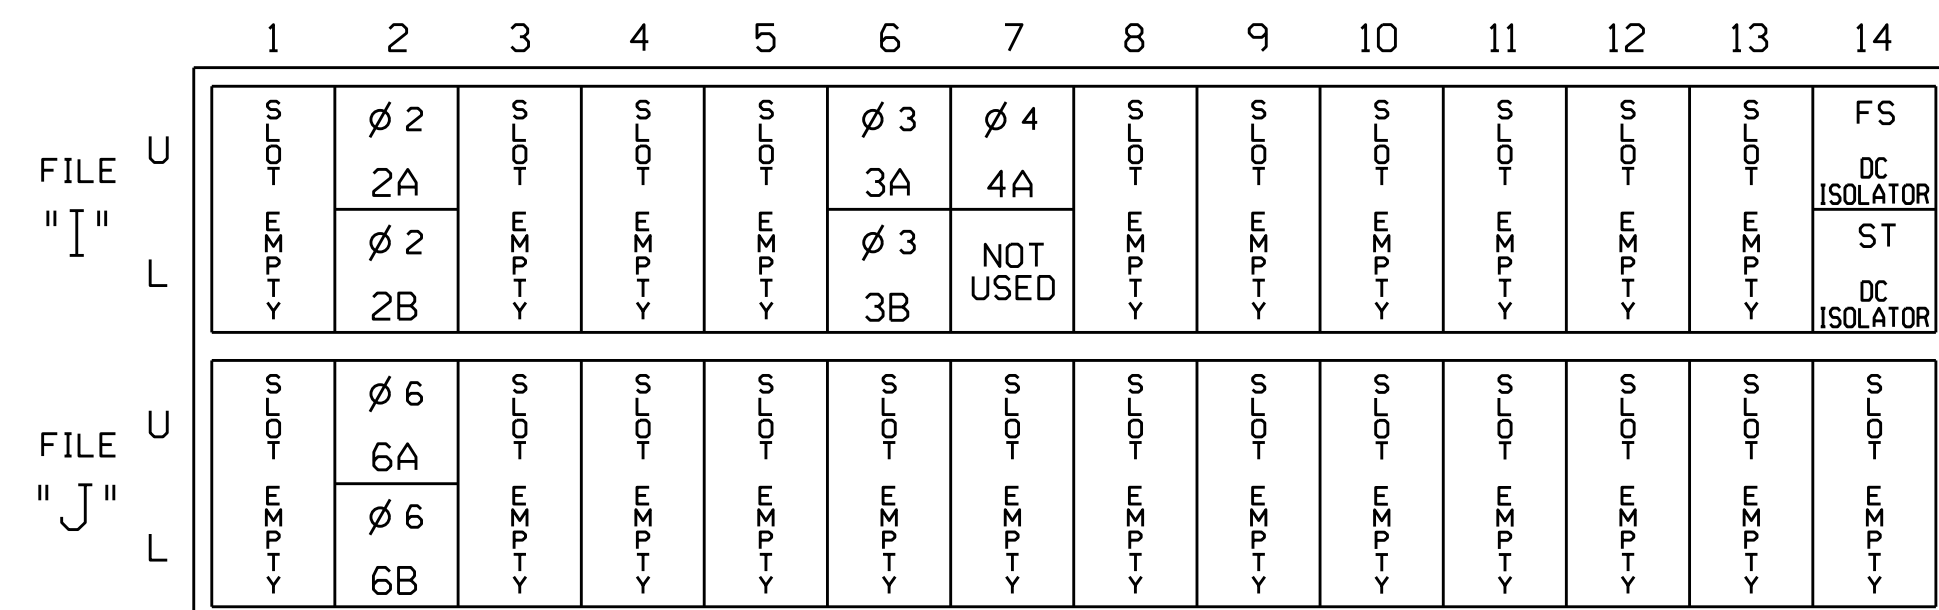 1 2 3 4 5 6 7 8 9 10 11 12 13 14
FILE "I"
U
L
SLOT EMPTY
Ø 2
2A
Ø 2
2B
SLOT EMPTY
SLOT EMPTY
SLOT EMPTY
Ø 3
3A
Ø 3
3B
Ø 4
4A
NOT
USED
SLOT EMPTY
SLOT EMPTY
SLOT EMPTY
SLOT EMPTY
SLOT EMPTY
SLOT EMPTY
FS
DC
ISOLATOR
ST
DC
ISOLATOR
FILE "J"
U
L
SLOT EMPTY
Ø 6
6A
Ø 6
6B
SLOT EMPTY
SLOT EMPTY
SLOT EMPTY
SLOT EMPTY
SLOT EMPTY
SLOT EMPTY
SLOT EMPTY
SLOT EMPTY
SLOT EMPTY
SLOT EMPTY
SLOT EMPTY
SLOT EMPTY